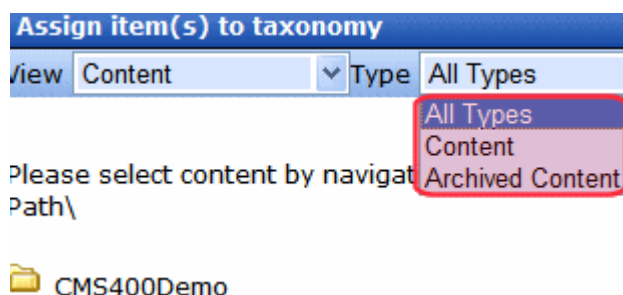 Assign item(s) to taxonomy
View Content Type All Types
All Types
Content
Please select content by navigat Archived Content
Path\
CMS400Demo